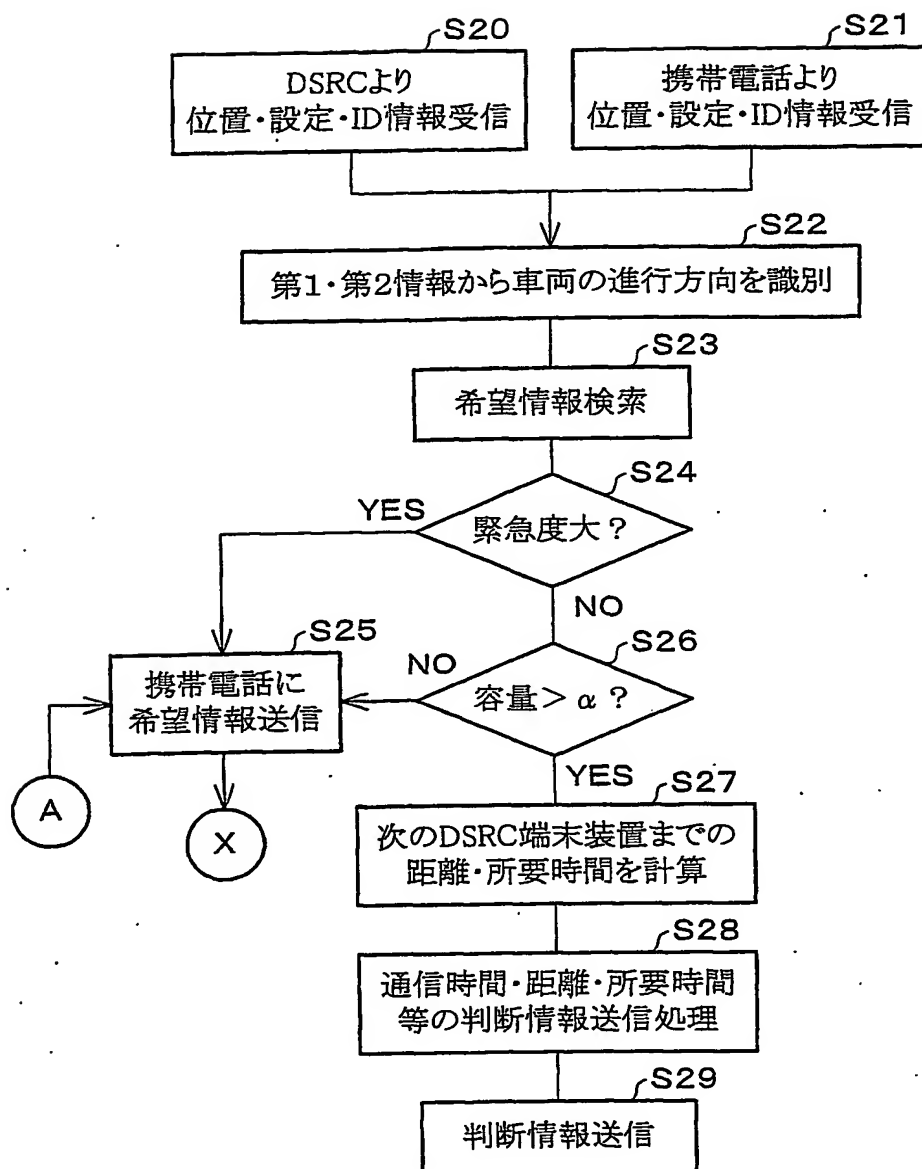 S20
DSRCより
位置・設定・ID情報受信
S21
携帯電話より
位置・設定・ID情報受信
S22
第1・第2情報から車両の進行方向を識別
S23
希望情報検索
S24
緊急度大?
YES
NO
S25
携帯電話に
希望情報送信
S26
容量>α?
NO
YES
A
X
S27
次のDSRC端末装置までの
距離・所要時間を計算
S28
通信時間・距離・所要時間
等の判断情報送信処理
S29
判断情報送信